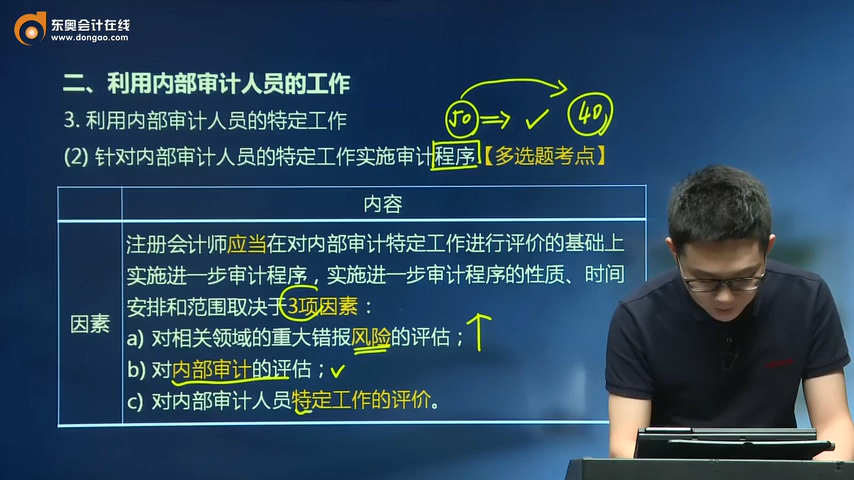 东奥会计在线
www.dongao.com
二、利用内部审计人员的工作
3. 利用内部审计人员的特定工作
50 40
(2) 针对内部审计人员的特定工作实施审计程序【多选题考点】
内容
因素
注册会计师应当在对内部审计特定工作进行评价的基础上
实施进一步审计程序，实施进一步审计程序的性质、时间
安排和范围取决于3项因素：
a) 对相关领域的重大错报风险的评估；
b) 对内部审计的评估；
c) 对内部审计人员特定工作的评价。